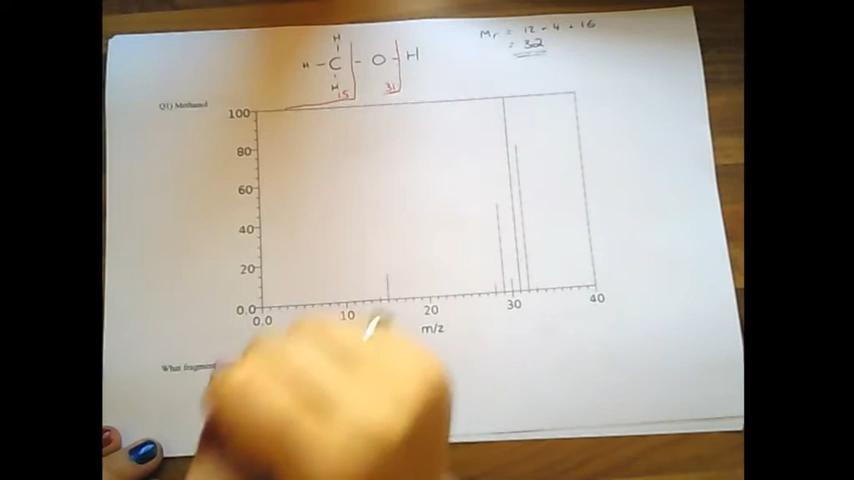 H
H - C - O - H
H
15 31
Mr = 12 + 4 + 16
= 32
Q1) Methanol
100
80
60
40
20
0.0
0.0 10 20 30 40
m/z
What fragment